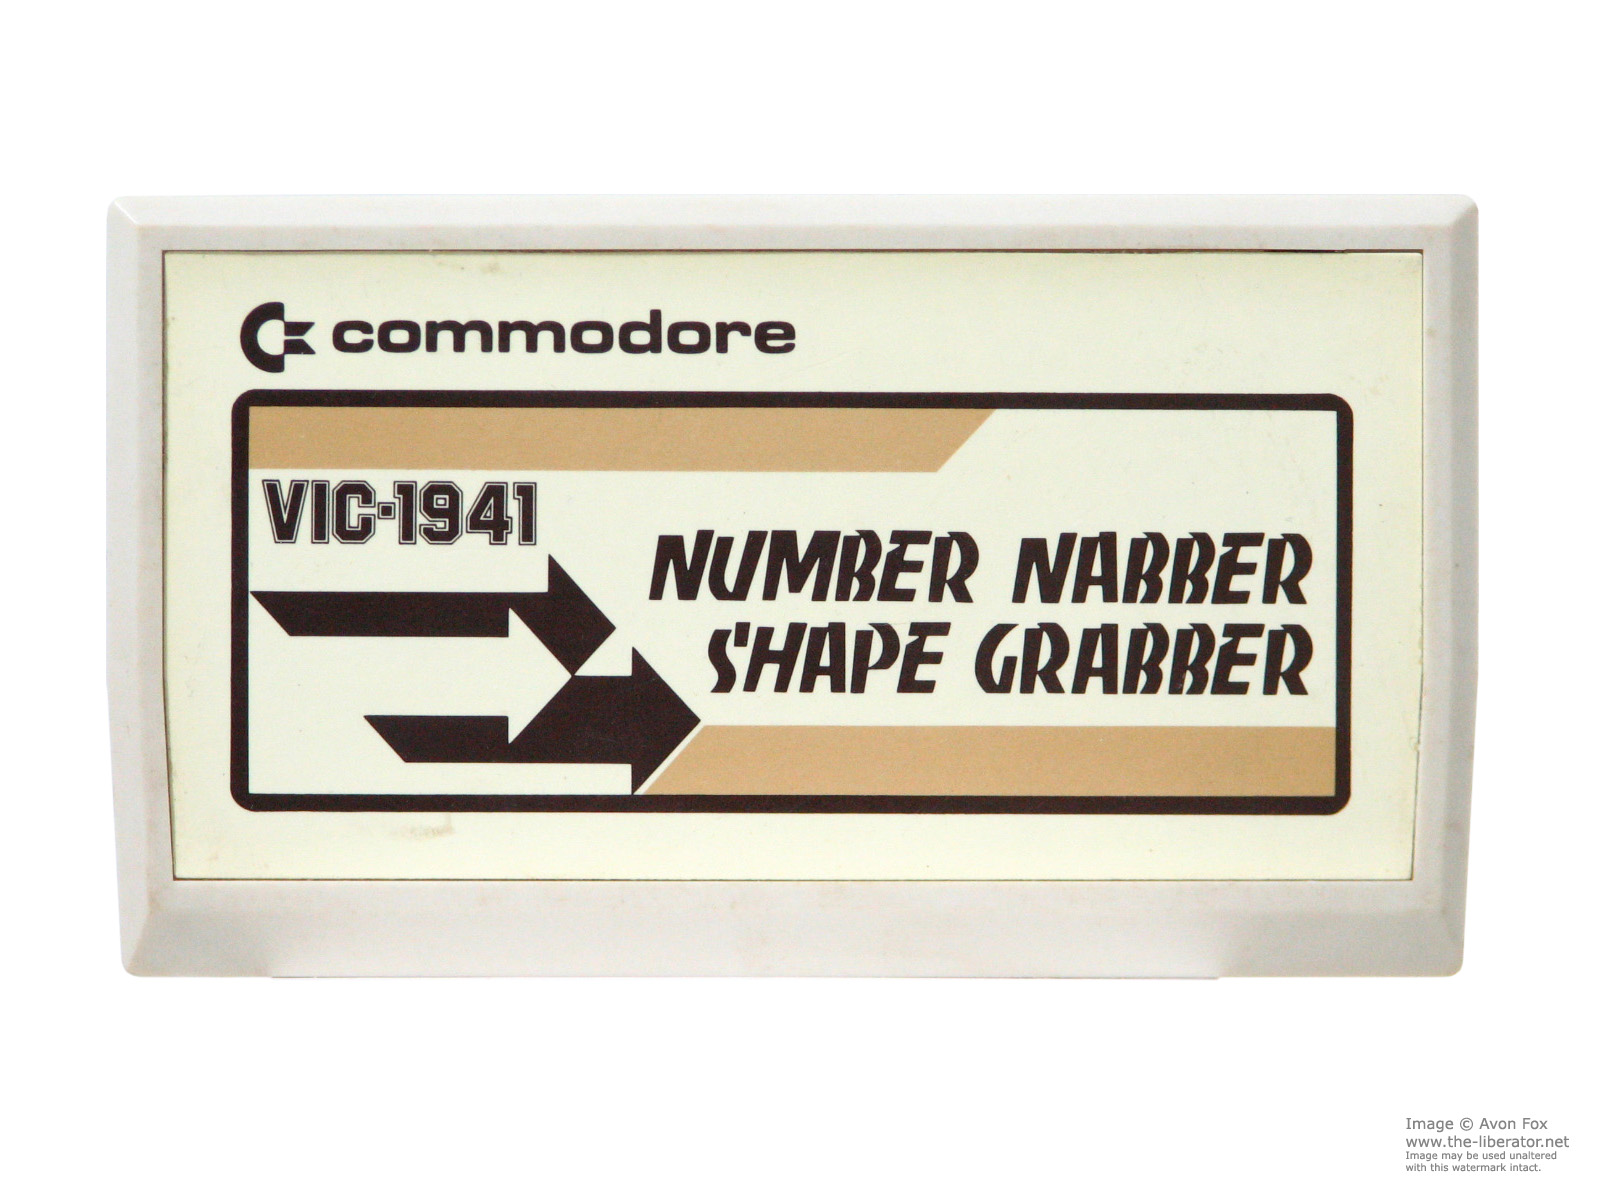 commodore
VIC-1941
NUMBER NABBER
SHAPE GRABBER
Image © Avon Fox
www.the-liberator.net
Image may be used unaltered
with this watermark intact.